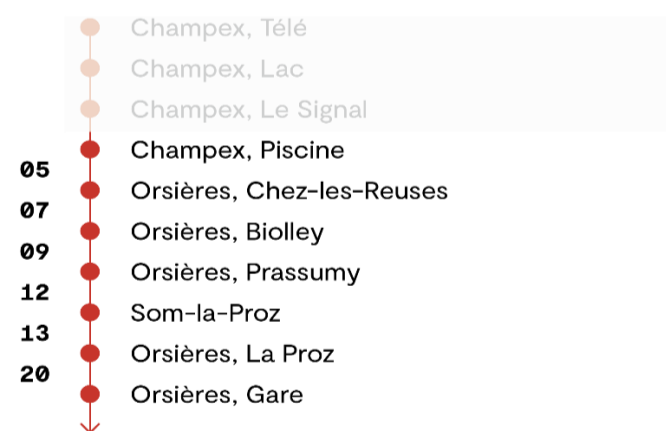 Champex, Télé
Champex, Lac
Champex, Le Signal
Champex, Piscine
05
Orsières, Chez-les-Reuses
07
Orsières, Biolley
09
Orsières, Prassumy
12
Som-la-Proz
13
Orsières, La Proz
20
Orsières, Gare